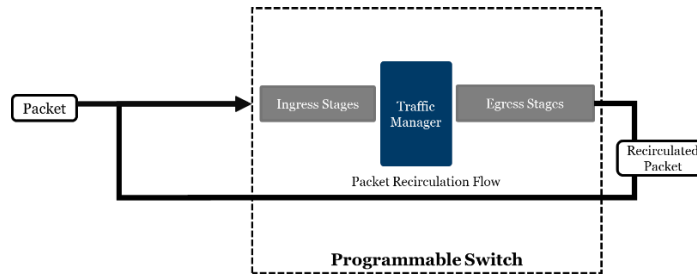 Packet
Ingress Stages
Traffic
Manager
Egress Stages
Recirculated
Packet
Packet Recirculation Flow
Programmable Switch